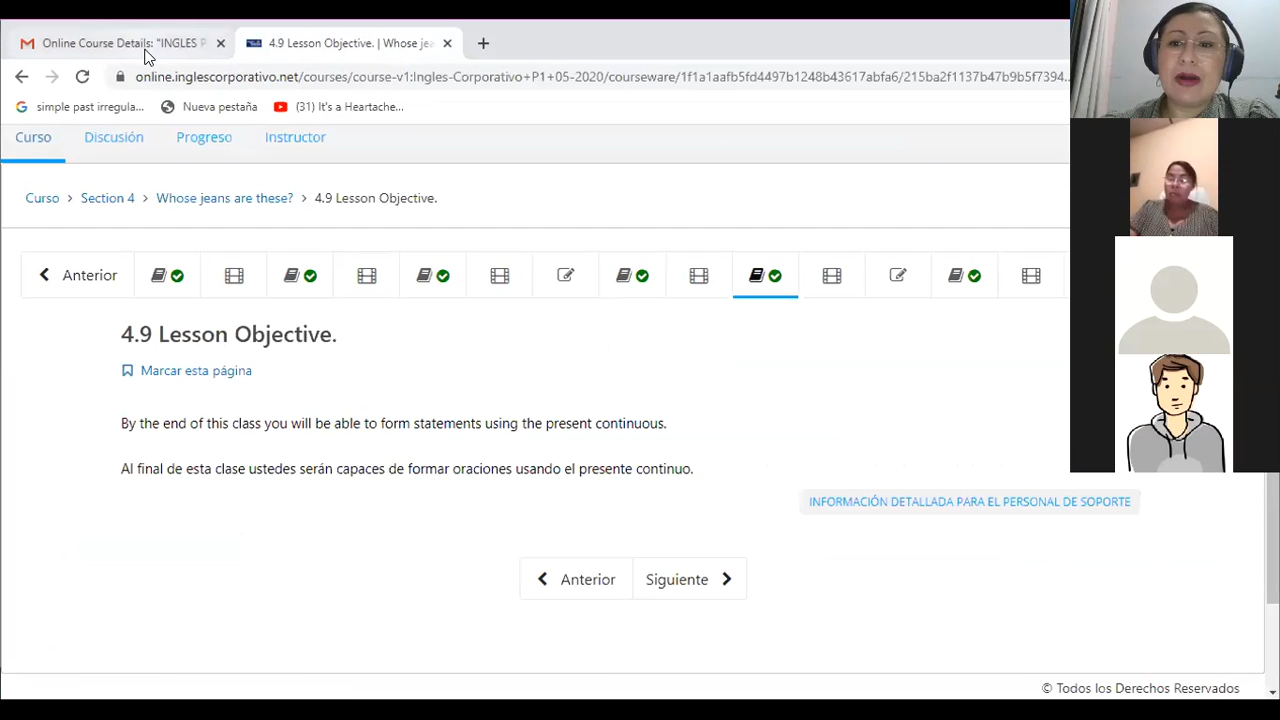 Online Course Details: "INGLES P
4.9 Lesson Objective. | Whose jea
online.inglescorporativo.net/courses/course-v1:Ingles-Corporativo+P1+05-2020/courseware/1f1a1aafb5fd4497b1248b43617abfa6/215ba2f1137b47b9b5f7394...
simple past irregula... Nueva pestaña (31) It's a Heartache...
Curso Discusión Progreso Instructor
Curso > Section 4 > Whose jeans are these? > 4.9 Lesson Objective.
Anterior
4.9 Lesson Objective.
Marcar esta página
By the end of this class you will be able to form statements using the present continuous.
Al final de esta clase ustedes serán capaces de formar oraciones usando el presente continuo.
INFORMACIÓN DETALLADA PARA EL PERSONAL DE SOPORTE
Anterior Siguiente
© Todos los Derechos Reservados